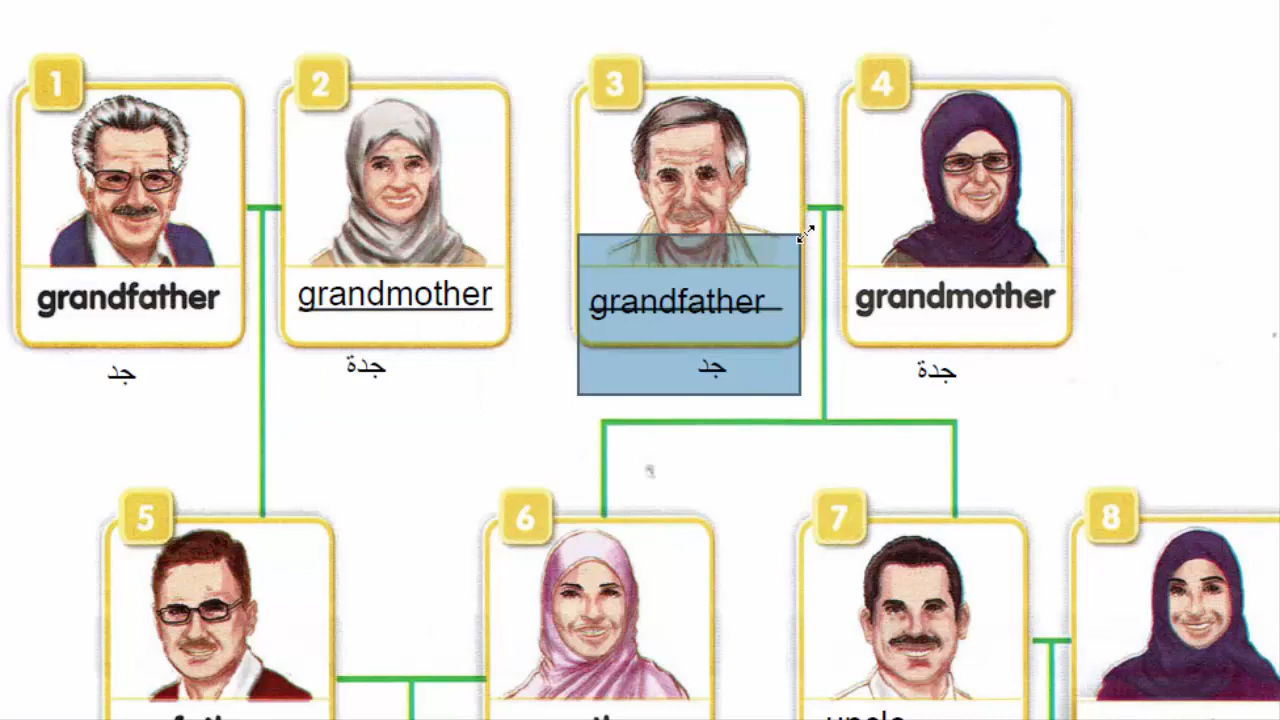 1 2 3 4
grandfather grandmother grandfather grandmother
جد جدة جد جدة
5 6 7 8
uncle